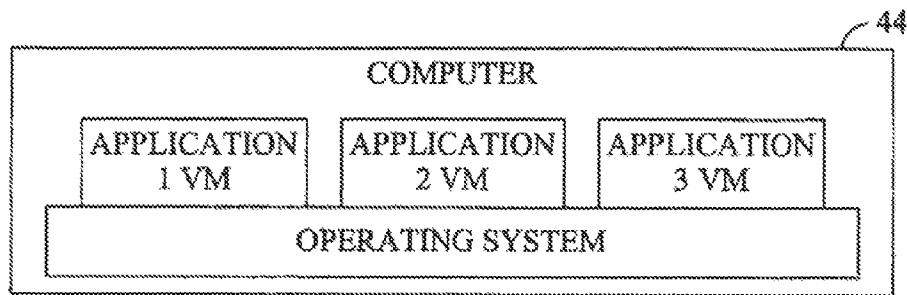 44
COMPUTER
APPLICATION
1 VM
APPLICATION
2 VM
APPLICATION
3 VM
OPERATING SYSTEM